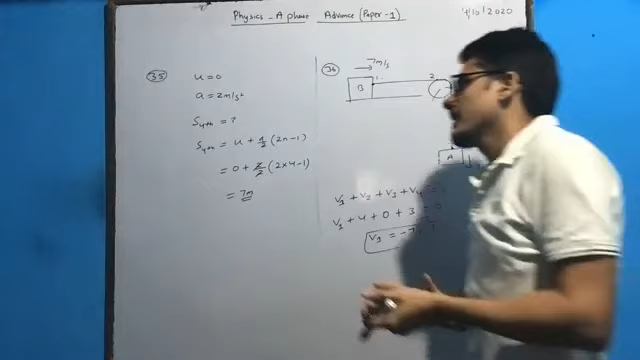 Physics - A phase Advance (Paper-1)
4/10/2020
35
u = 0
a = 2m/s²
S4th = ?
S4th = u + a/2 (2n-1)
= 0 + 2/2 (2×4-1)
= 7m
36
7m/s
B
1
2
A
V1 + V2 + V3 + V4
V1 + 4 + 0 + 3
V1 = -7